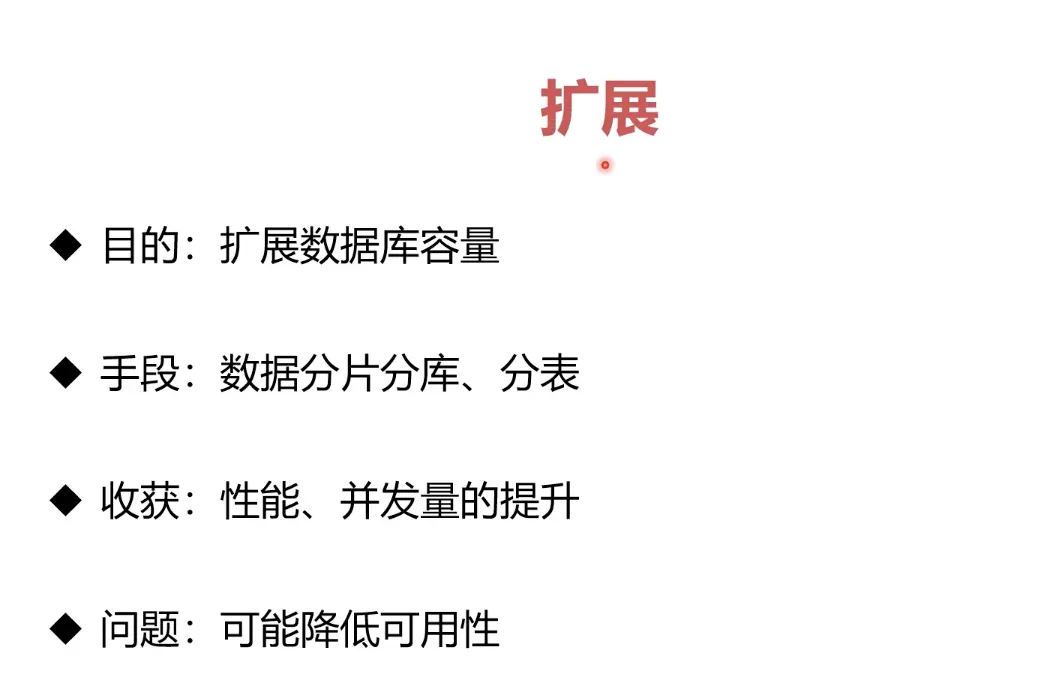 扩展
◆ 目的：扩展数据库容量
◆ 手段：数据分片分库、分表
◆ 收获：性能、并发量的提升
◆ 问题：可能降低可用性